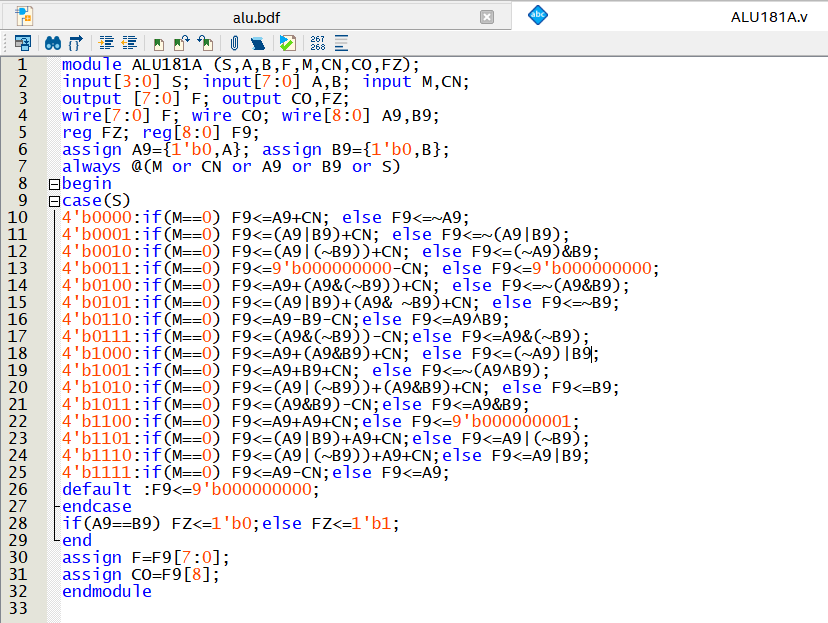 alu.bdf
abc
ALU181A.v
267
268
1 module ALU181A (S,A,B,F,M,CN,CO,FZ);
2 input[3:0] S; input[7:0] A,B; input M,CN;
3 output [7:0] F; output CO,FZ;
4 wire[7:0] F; wire CO; wire[8:0] A9,B9;
5 reg FZ; reg[8:0] F9;
6 assign A9={1'b0,A}; assign B9={1'b0,B};
7 always @(M or CN or A9 or B9 or S)
8 begin
9 case(S)
10 4'b0000:if(M==0) F9<=A9+CN; else F9<=~A9;
11 4'b0001:if(M==0) F9<=(A9|B9)+CN; else F9<=~(A9|B9);
12 4'b0010:if(M==0) F9<=(A9|(~B9))+CN; else F9<=(~A9)&B9;
13 4'b0011:if(M==0) F9<=9'b000000000-CN; else F9<=9'b000000000;
14 4'b0100:if(M==0) F9<=A9+(A9&(~B9))+CN; else F9<=~(A9&B9);
15 4'b0101:if(M==0) F9<=(A9|B9)+(A9& ~B9)+CN; else F9<=~B9;
16 4'b0110:if(M==0) F9<=A9-B9-CN;else F9<=A9^B9;
17 4'b0111:if(M==0) F9<=(A9&(~B9))-CN;else F9<=A9&(~B9);
18 4'b1000:if(M==0) F9<=A9+(A9&B9)+CN; else F9<=(~A9)|B9;
19 4'b1001:if(M==0) F9<=A9+B9+CN; else F9<=~(A9^B9);
20 4'b1010:if(M==0) F9<=(A9|(~B9))+(A9&B9)+CN; else F9<=B9;
21 4'b1011:if(M==0) F9<=(A9&B9)-CN;else F9<=A9&B9;
22 4'b1100:if(M==0) F9<=A9+A9+CN;else F9<=9'b000000001;
23 4'b1101:if(M==0) F9<=(A9|B9)+A9+CN;else F9<=A9|(~B9);
24 4'b1110:if(M==0) F9<=(A9|(~B9))+A9+CN;else F9<=A9|B9;
25 4'b1111:if(M==0) F9<=A9-CN;else F9<=A9;
26 default :F9<=9'b000000000;
27 endcase
28 if(A9==B9) FZ<=1'b0;else FZ<=1'b1;
29 end
30 assign F=F9[7:0];
31 assign CO=F9[8];
32 endmodule
33